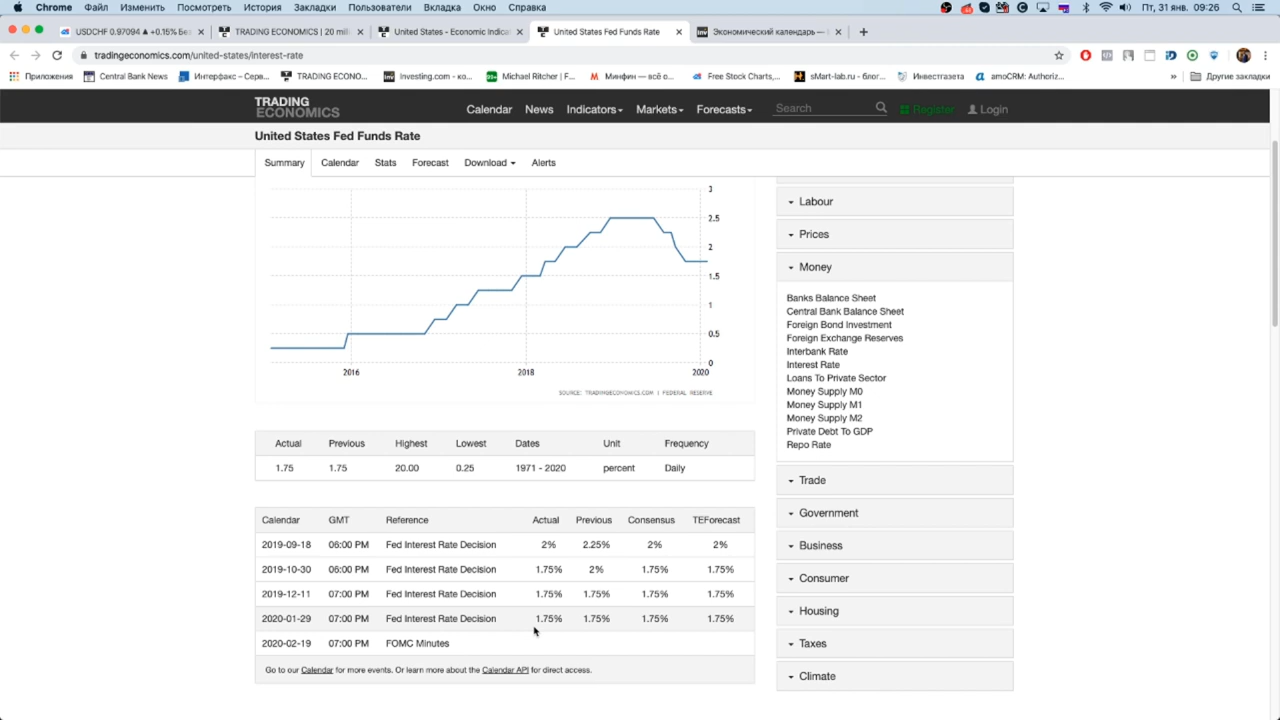 Chrome Файл Изменить Посмотреть История Закладки Пользователи Вкладка Окно Справка Пт, 31 янв. 09:26
USDCHF 0.97094 ▲ +0.15% Без TRADING ECONOMICS | 20 mil United States - Economic Indica United States Fed Funds Rate Экономический календарь —
tradingeconomics.com/united-states/interest-rate
Приложения Central Bank News Интерфакс – Серв... TRADING ECONO... Investing.com - ко... Michael Ritcher | F... Минфин — всё о... Free Stock Charts,... sMart-lab.ru - блог... Инвестгазета amoCRM: Authoriz... » Другие закладки
TRADING
ECONOMICS
Calendar News Indicators Markets Forecasts Search Register Login
United States Fed Funds Rate
Summary Calendar Stats Forecast Download Alerts
3
2.5
2
1.5
1
0.5
0
2016 2018 2020
SOURCE: TRADINGECONOMICS.COM | FEDERAL RESERVE
Actual Previous Highest Lowest Dates Unit Frequency
1.75 1.75 20.00 0.25 1971 - 2020 percent Daily
Calendar GMT Reference Actual Previous Consensus TEForecast
2019-09-18 06:00 PM Fed Interest Rate Decision 2% 2.25% 2% 2%
2019-10-30 06:00 PM Fed Interest Rate Decision 1.75% 2% 1.75% 1.75%
2019-12-11 07:00 PM Fed Interest Rate Decision 1.75% 1.75% 1.75% 1.75%
2020-01-29 07:00 PM Fed Interest Rate Decision 1.75% 1.75% 1.75% 1.75%
2020-02-19 07:00 PM FOMC Minutes
Go to our Calendar for more events. Or learn more about the Calendar API for direct access.
Labour
Prices
Money
Banks Balance Sheet
Central Bank Balance Sheet
Foreign Bond Investment
Foreign Exchange Reserves
Interbank Rate
Interest Rate
Loans To Private Sector
Money Supply M0
Money Supply M1
Money Supply M2
Private Debt To GDP
Repo Rate
Trade
Government
Business
Consumer
Housing
Taxes
Climate